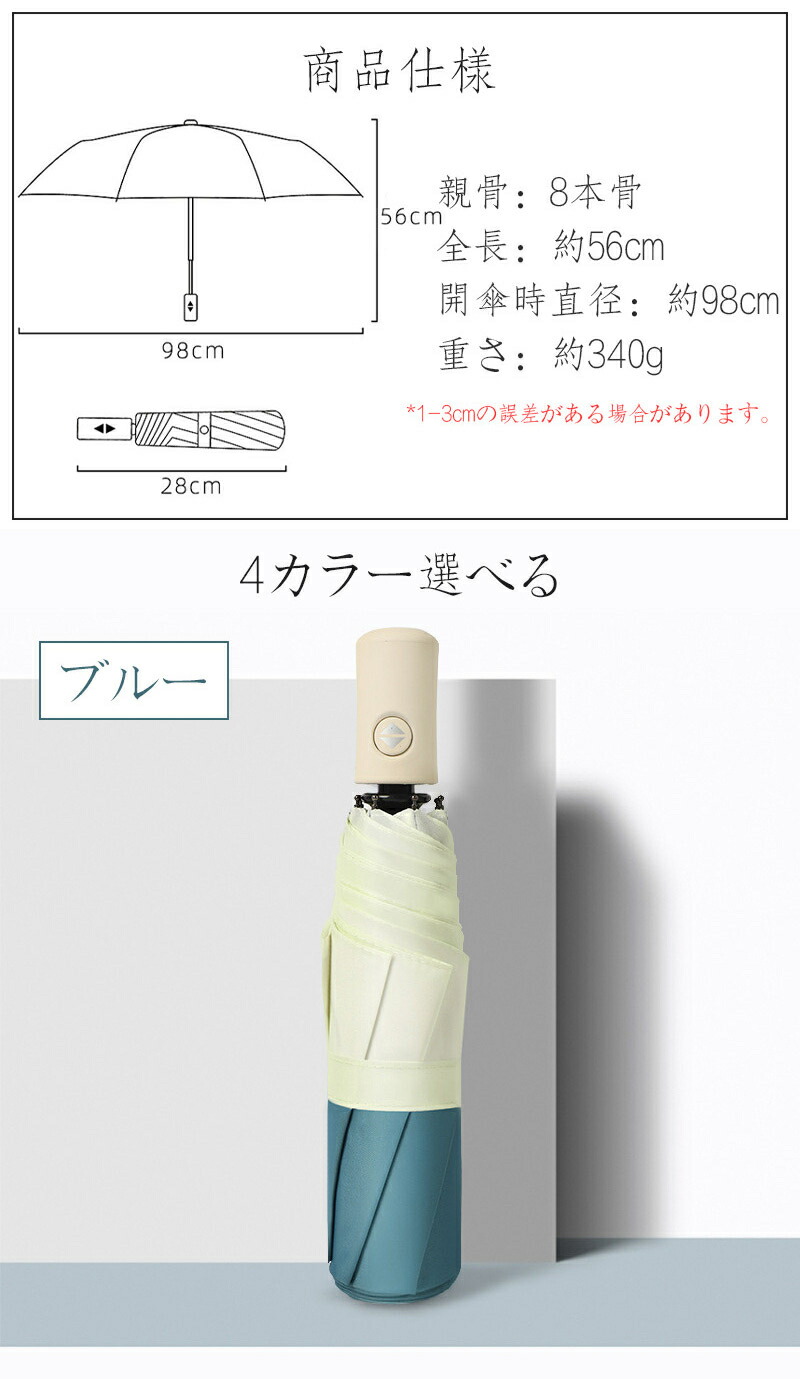 商品仕様
56cm
98cm
28cm
親骨：8本骨
全長：約56cm
開傘時直径：約98cm
重さ：約340g
*1-3cmの誤差がある場合があります。
4カラー選べる
ブルー